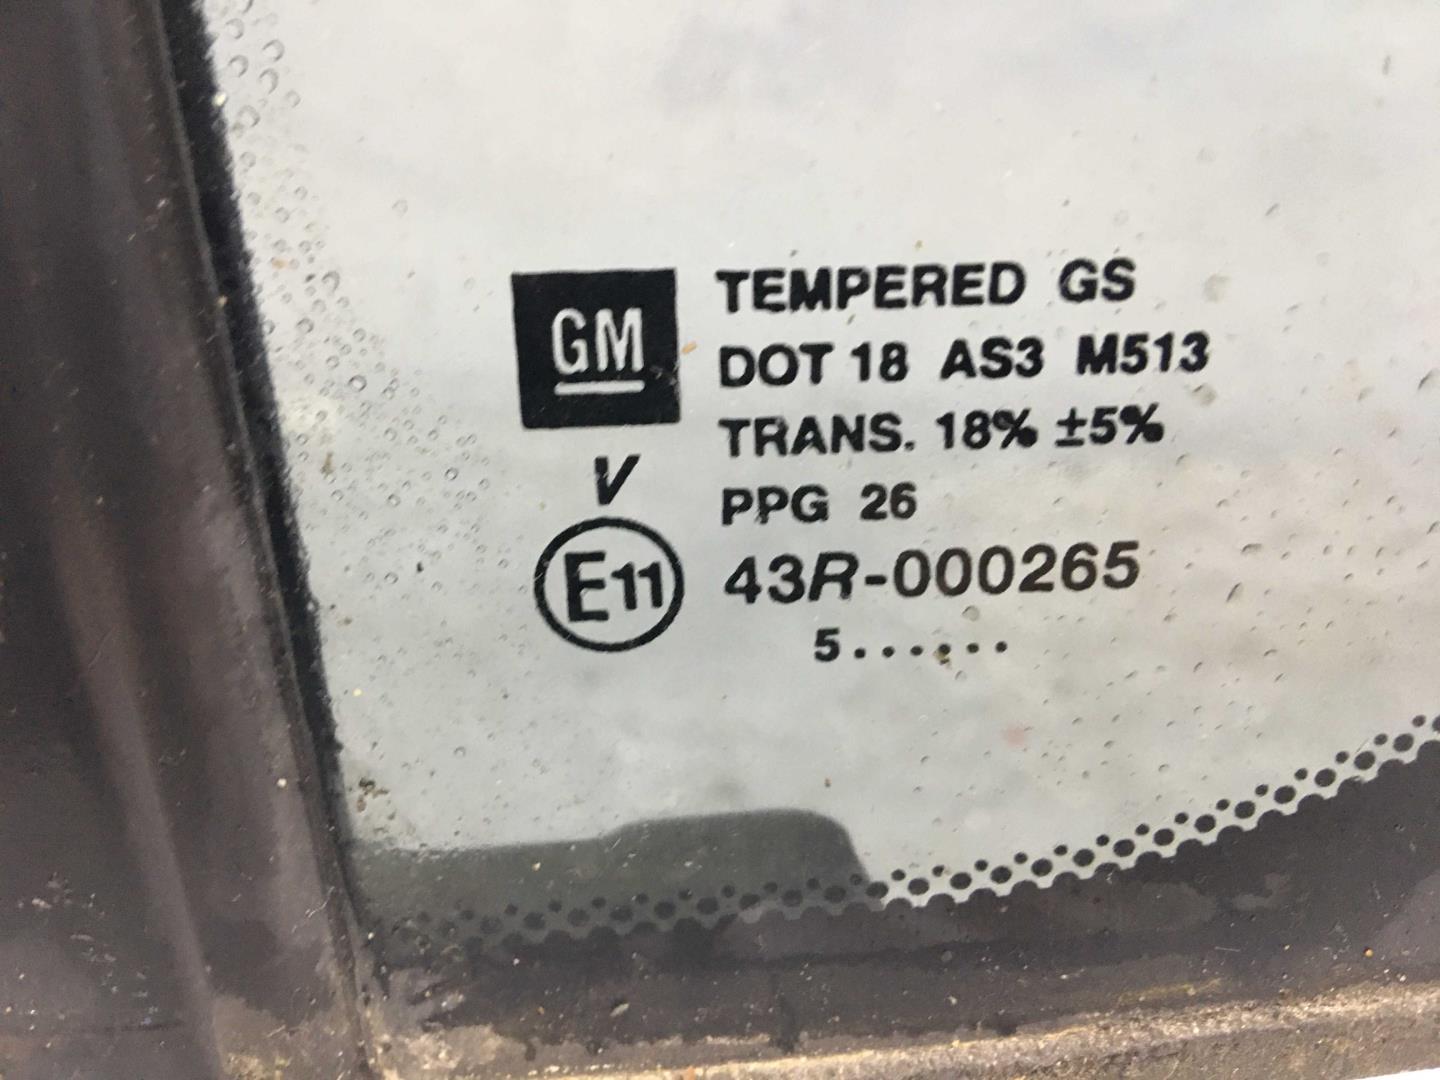 GM
TEMPERED GS
DOT 18 AS3 M513
TRANS. 18% ±5%
V
PPG 26
E11
43R-000265
5......